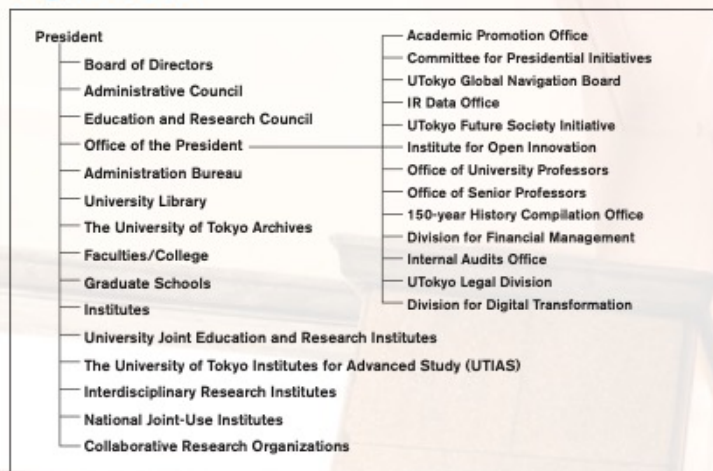 President
Board of Directors
Administrative Council
Education and Research Council
Office of the President
Administration Bureau
University Library
The University of Tokyo Archives
Faculties/College
Graduate Schools
Institutes
University Joint Education and Research Institutes
The University of Tokyo Institutes for Advanced Study (UTIAS)
Interdisciplinary Research Institutes
National Joint-Use Institutes
Collaborative Research Organizations
Academic Promotion Office
Committee for Presidential Initiatives
UTokyo Global Navigation Board
IR Data Office
UTokyo Future Society Initiative
Institute for Open Innovation
Office of University Professors
Office of Senior Professors
150-year History Compilation Office
Division for Financial Management
Internal Audits Office
UTokyo Legal Division
Division for Digital Transformation